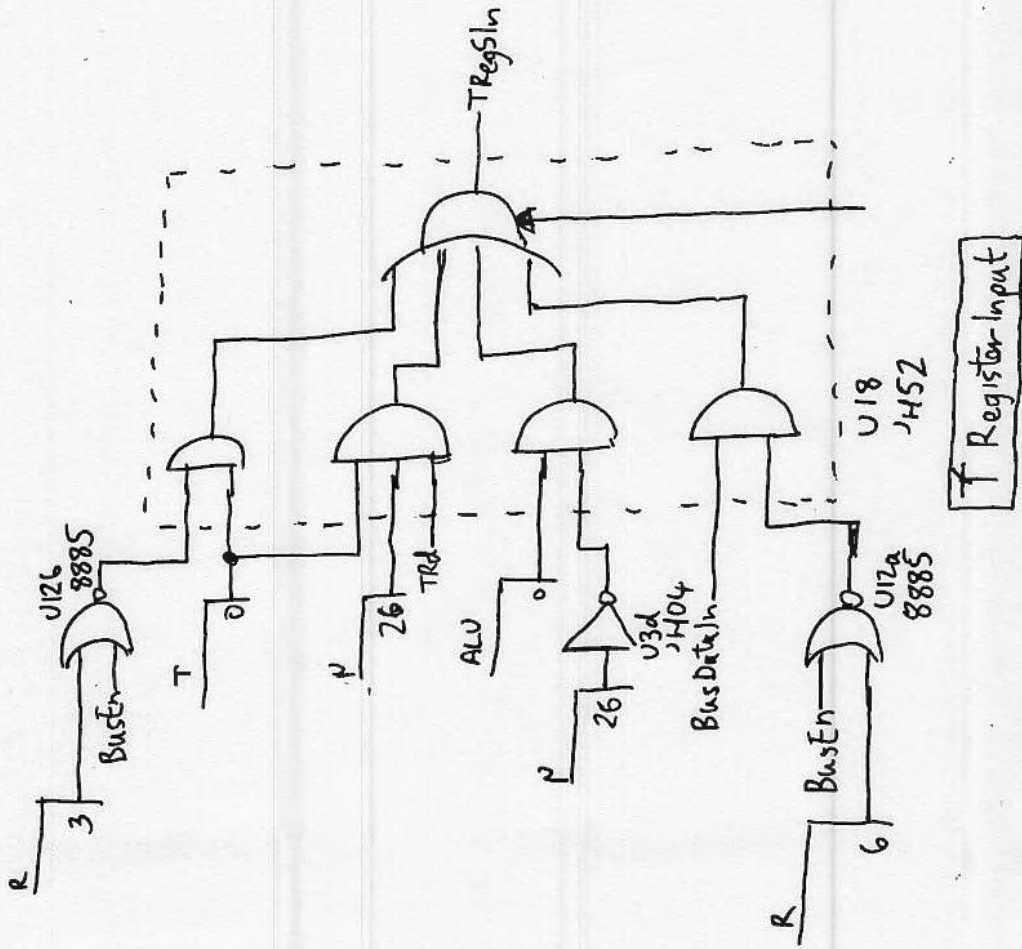 R
3
BusEn
U12b
8885
T
0
TRegSIn
μ
26
TRd
ALU
0
μ
26
U3d
'H04
BusDataIn
U18
'H52
R
6
BusEn
U12a
8885
T Register Input